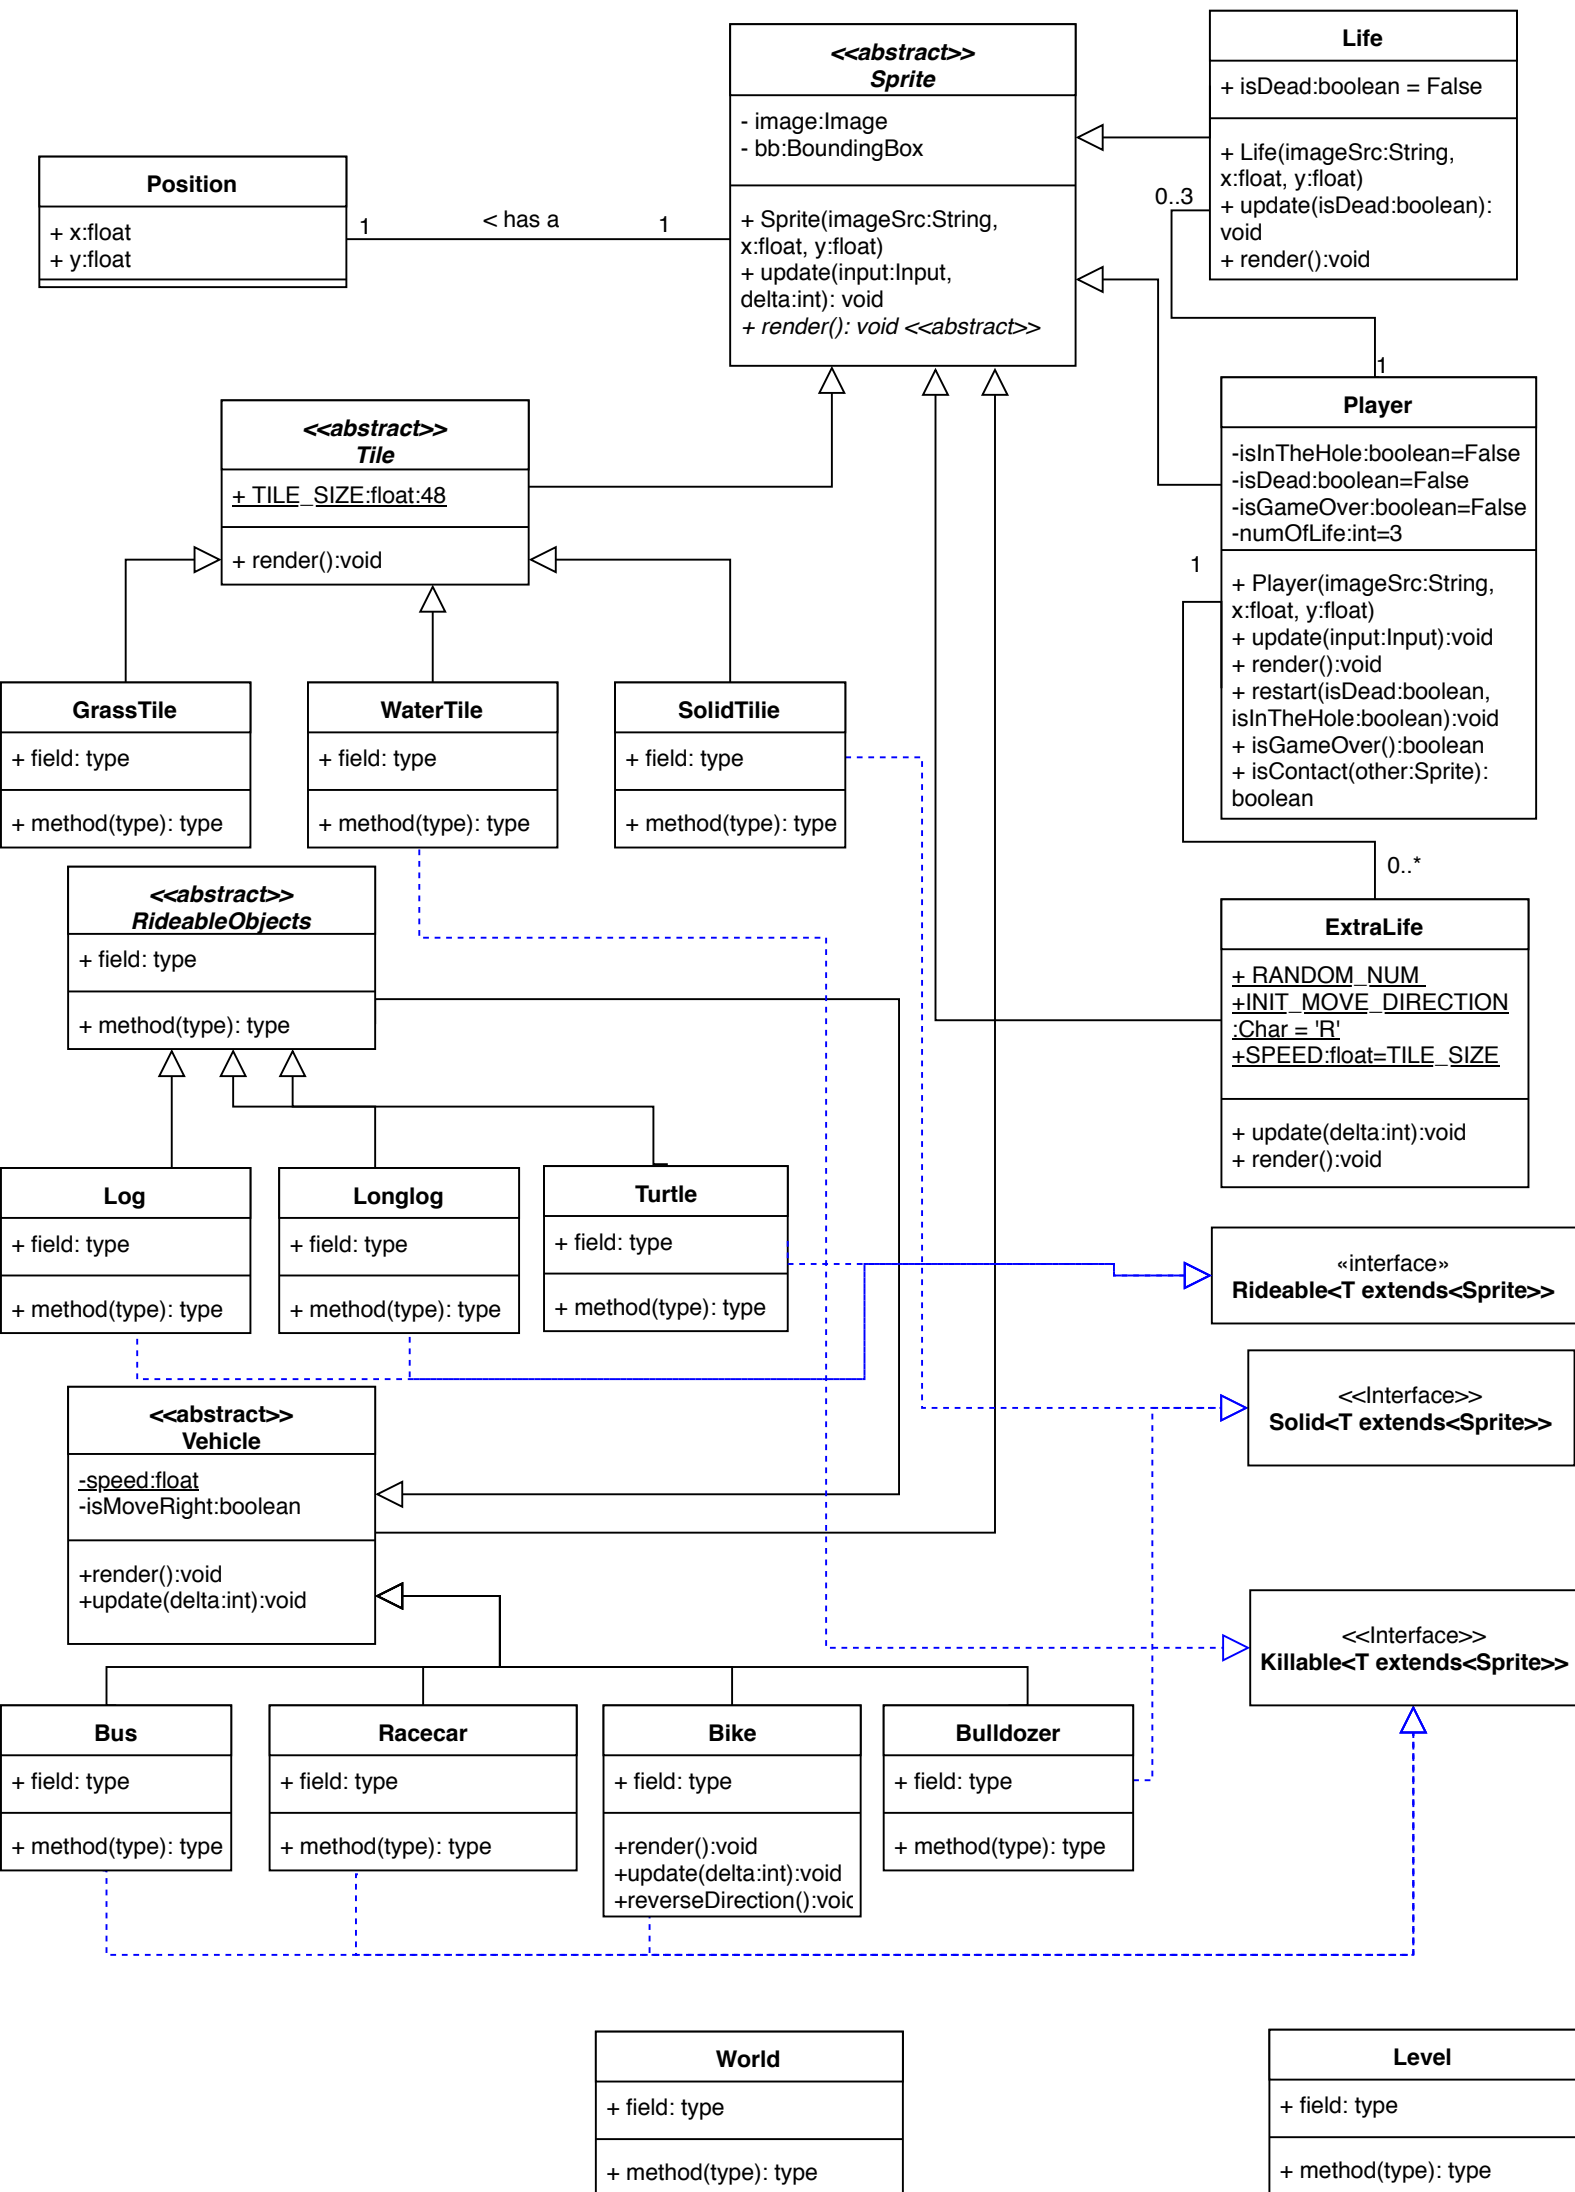 <<abstract>>
Sprite
- image:Image
- bb:BoundingBox
+ Sprite(imageSrc:String,
x:float, y:float)
+ update(input:Input,
delta:int): void
+ render(): void <<abstract>>
Life
+ isDead:boolean = False
+ Life(imageSrc:String,
x:float, y:float)
+ update(isDead:boolean):
void
+ render():void
Position
+ x:float
+ y:float
1
< has a
1
0..3
1
Player
-isInTheHole:boolean=False
-isDead:boolean=False
-isGameOver:boolean=False
-numOfLife:int=3
+ Player(imageSrc:String,
x:float, y:float)
+ update(input:Input):void
+ render():void
+ restart(isDead:boolean,
isInTheHole:boolean):void
+ isGameOver():boolean
+ isContact(other:Sprite):
boolean
1
0..*
<<abstract>>
Tile
+ TILE_SIZE:float:48
+ render():void
GrassTile
+ field: type
+ method(type): type
WaterTile
+ field: type
+ method(type): type
SolidTilie
+ field: type
+ method(type): type
<<abstract>>
RideableObjects
+ field: type
+ method(type): type
ExtraLife
+ RANDOM_NUM
+INIT_MOVE_DIRECTION
:Char = 'R'
+SPEED:float=TILE_SIZE
+ update(delta:int):void
+ render():void
Log
+ field: type
+ method(type): type
Longlog
+ field: type
+ method(type): type
Turtle
+ field: type
+ method(type): type
«interface»
Rideable<T extends<Sprite>>
<<Interface>>
Solid<T extends<Sprite>>
<<abstract>>
Vehicle
-speed:float
-isMoveRight:boolean
+render():void
+update(delta:int):void
<<Interface>>
Killable<T extends<Sprite>>
Bus
+ field: type
+ method(type): type
Racecar
+ field: type
+ method(type): type
Bike
+ field: type
+render():void
+update(delta:int):void
+reverseDirection():voic
Bulldozer
+ field: type
+ method(type): type
World
+ field: type
+ method(type): type
Level
+ field: type
+ method(type): type